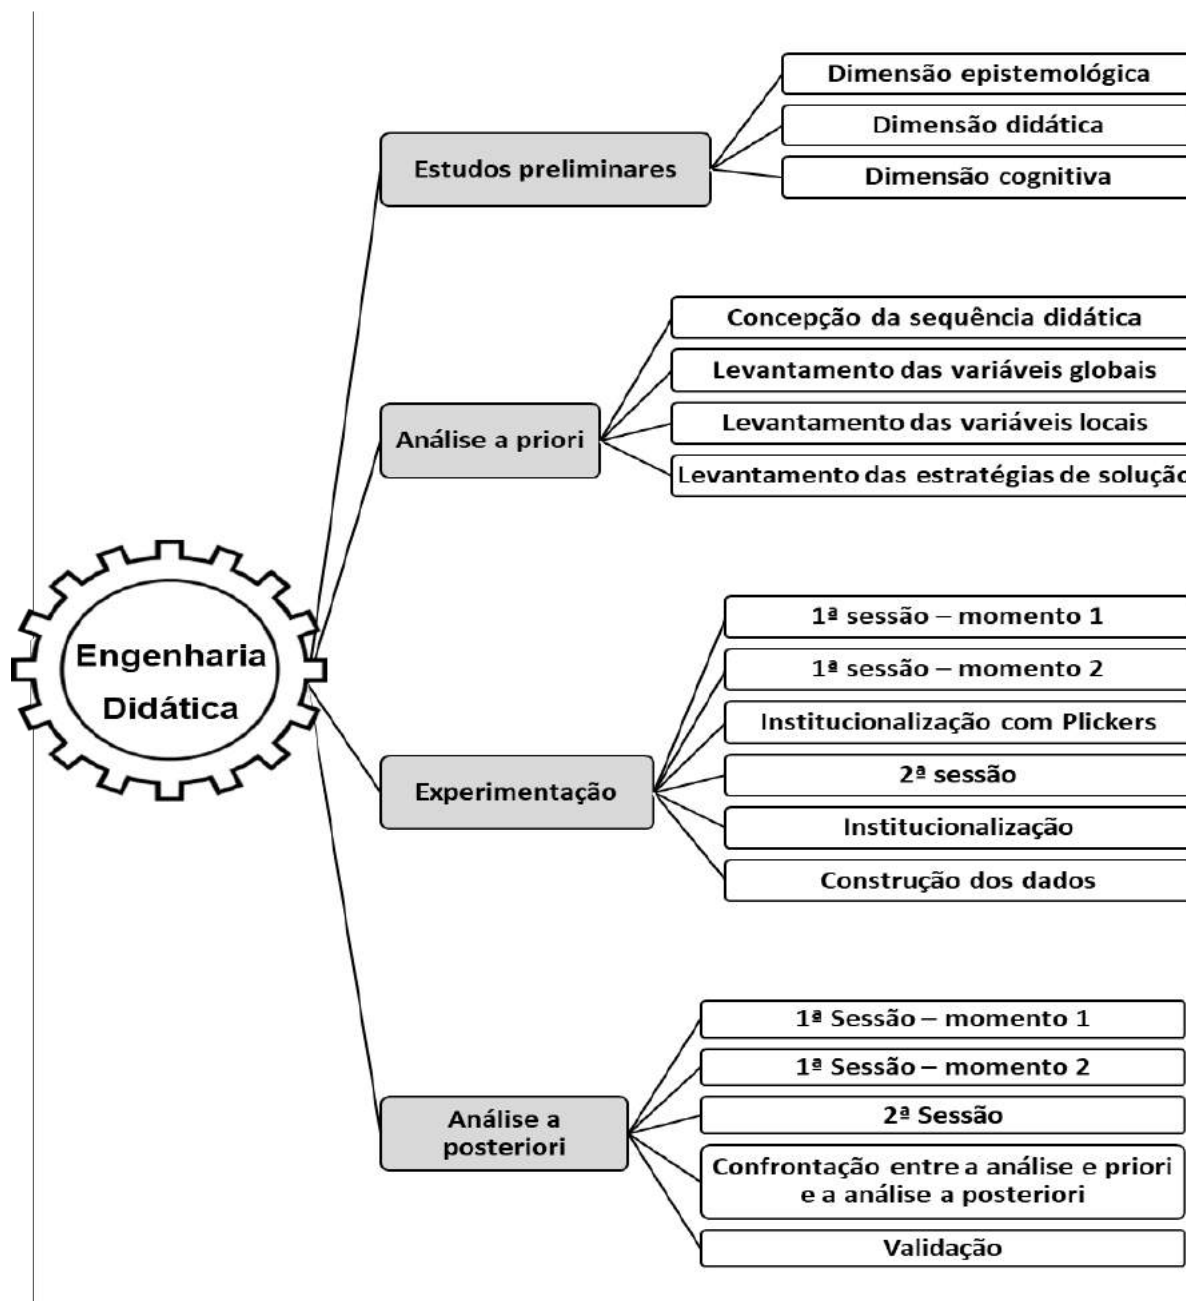 Dimensão epistemológica
Dimensão didática
Estudos preliminares
Dimensão cognitiva
Concepção da sequência didática
Levantamento das variáveis globais
Análise a priori
Levantamento das variáveis locais
Levantamento das estratégias de solução
Engenharia
Didática
1ª sessão – momento 1
1ª sessão – momento 2
Institucionalização com Plickers
Experimentação
2ª sessão
Institucionalização
Construção dos dados
1ª Sessão – momento 1
1ª Sessão – momento 2
Análise a
posteriori
2ª Sessão
Confrontação entre a análise e priori
e a análise a posteriori
Validação